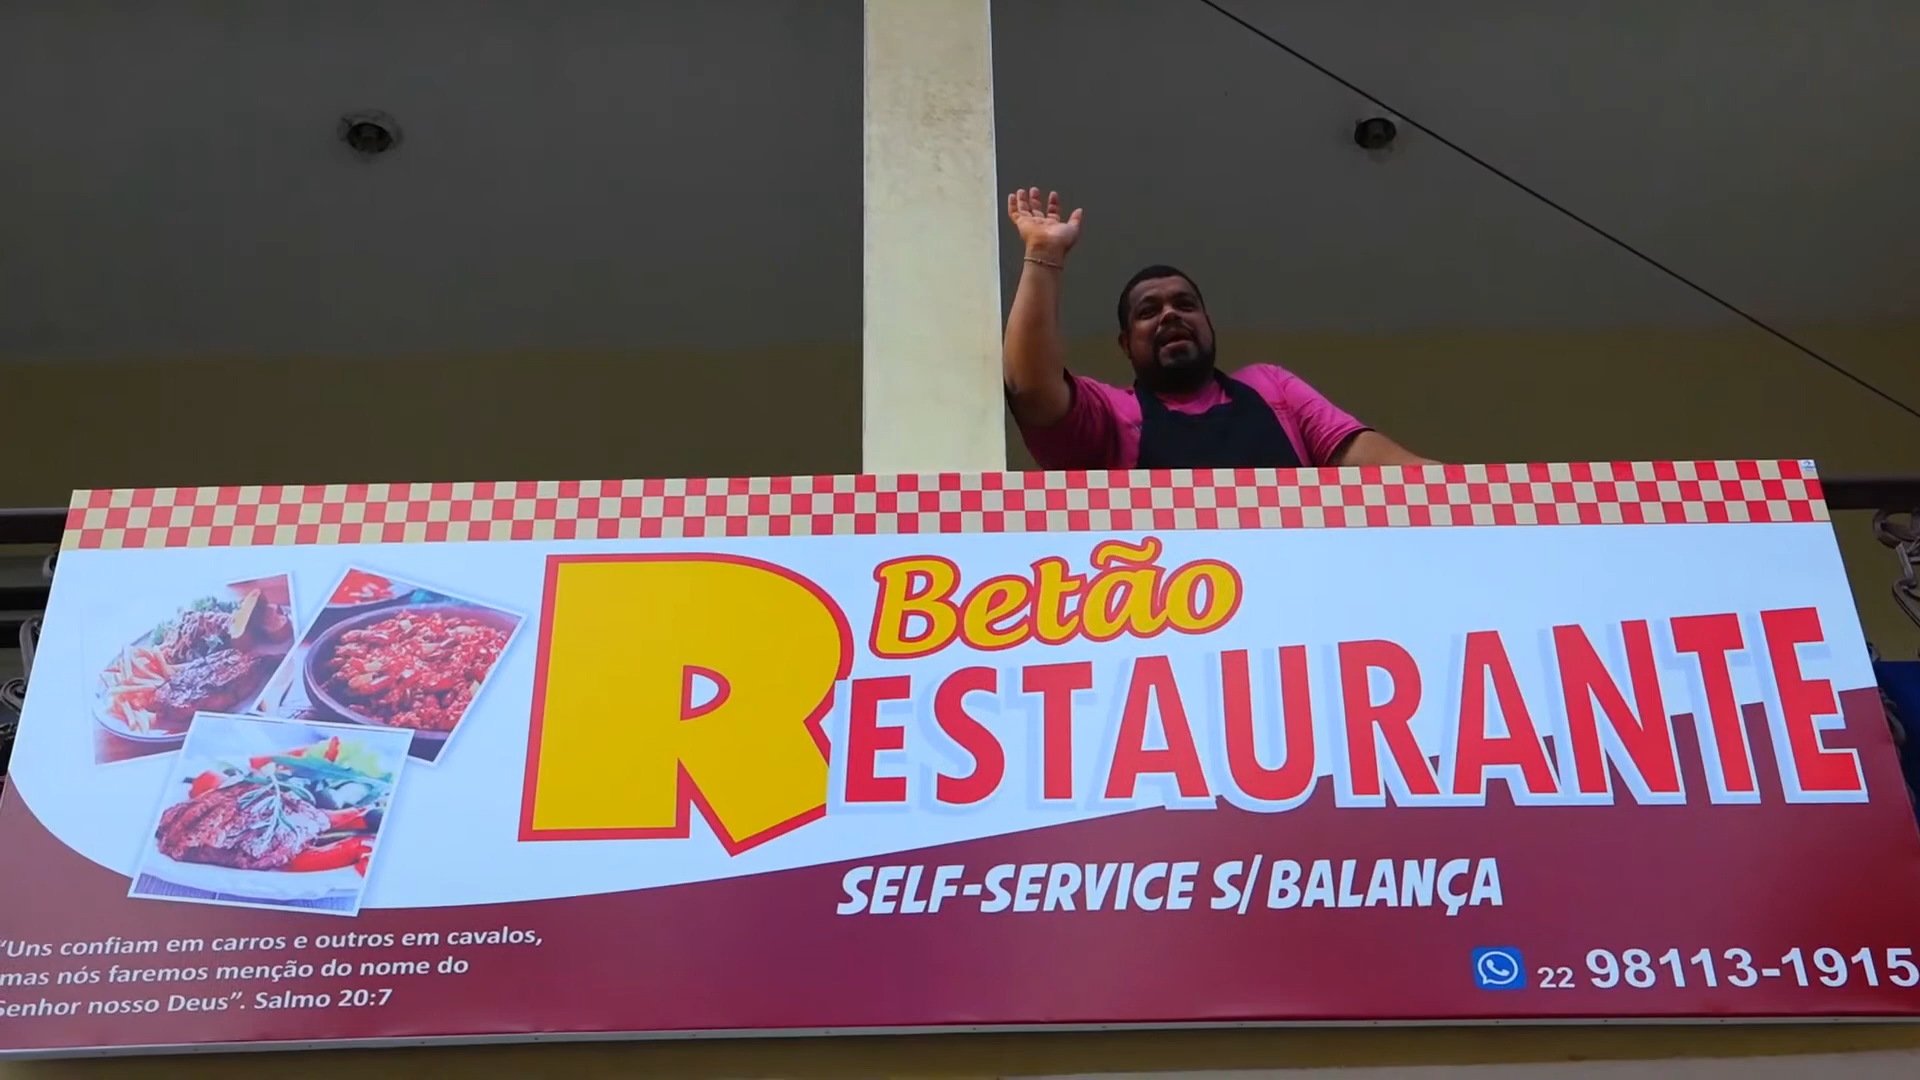 Betão
RESTAURANTE
SELF-SERVICE S/BALANÇA
“Uns confiam em carros e outros em cavalos,
mas nós faremos menção do nome do
Senhor nosso Deus”. Salmo 20:7
22 98113-1915